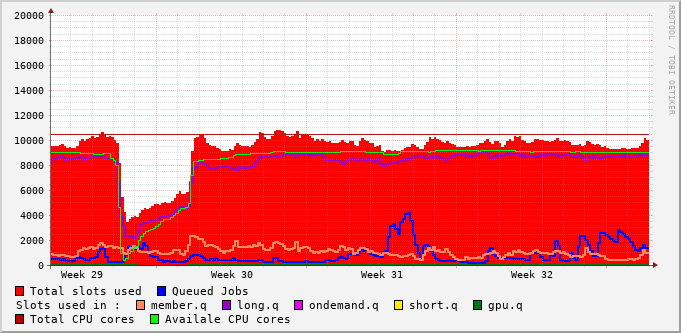 20000
18000
16000
14000
12000
10000
8000
6000
4000
2000
0
Week 29 Week 30 Week 31 Week 32
RRDTOOL / TOBI OETIKER
Total slots used Queued Jobs
Slots used in : member.q long.q ondemand.q short.q gpu.q
Total CPU cores Availale CPU cores